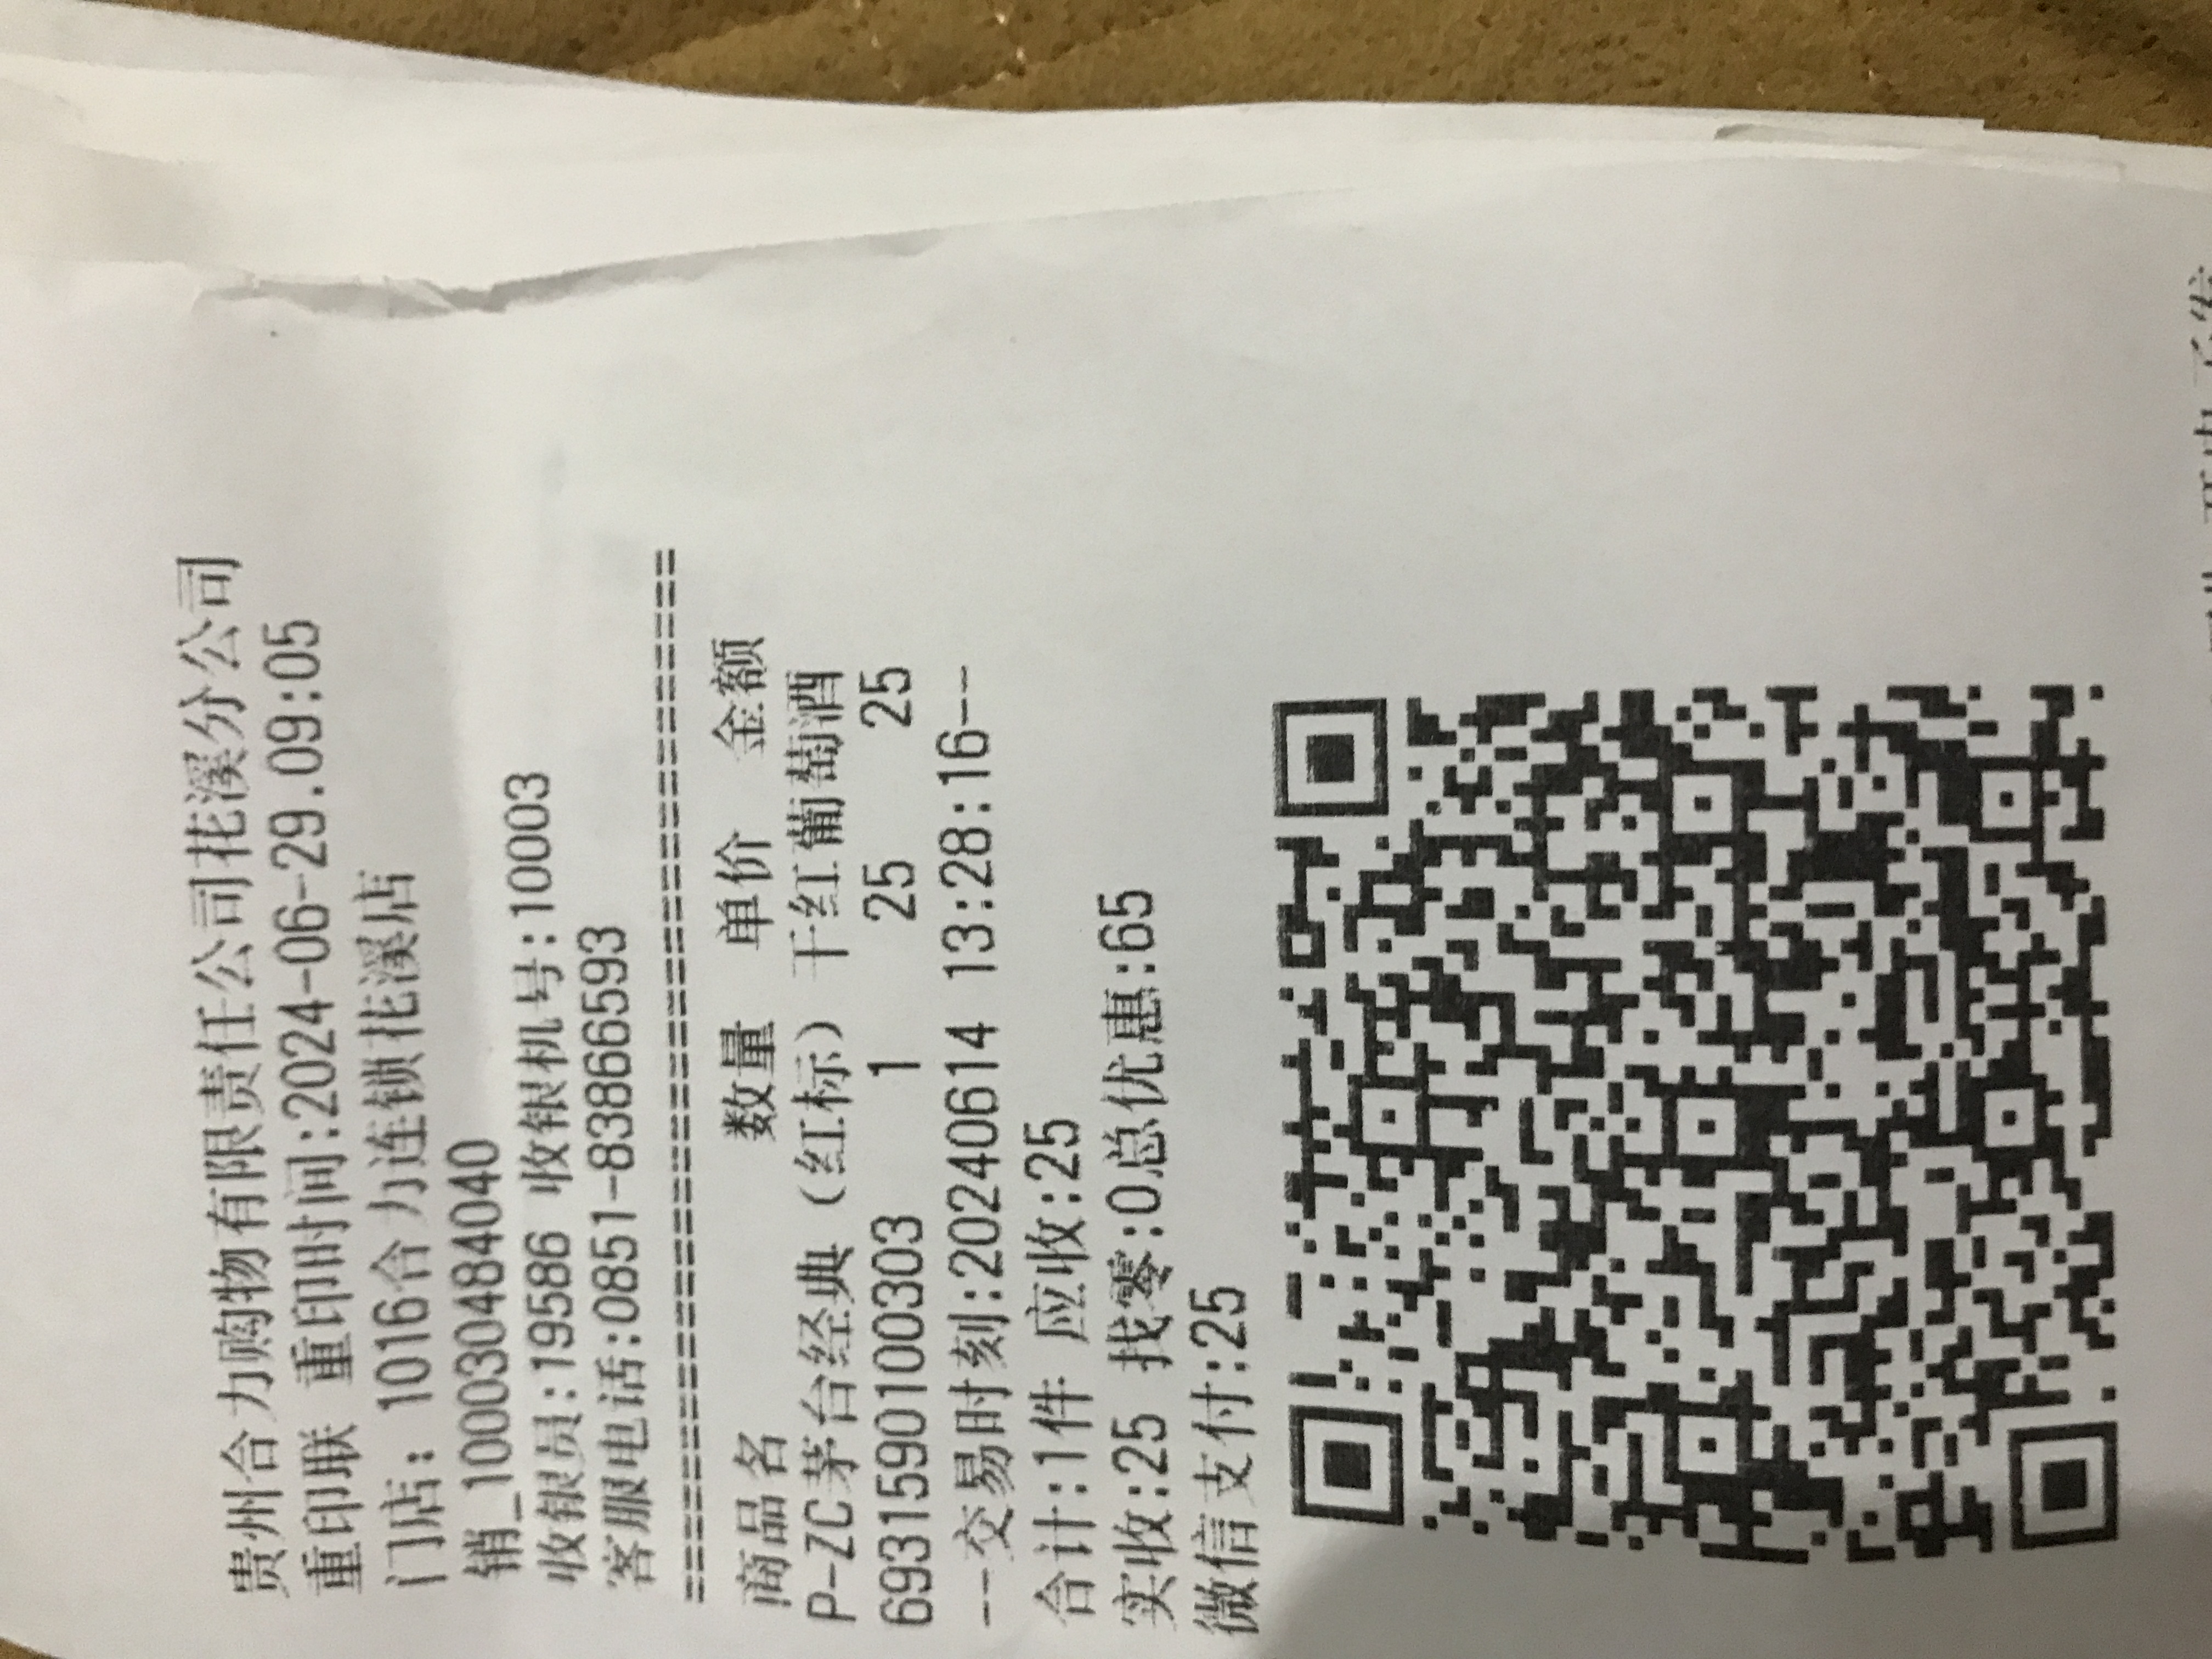 贵州合力购物有限责任公司花溪分公司
重印联 重印时间:2024-06-29.09:05
门店: 1016合力连锁花溪店
销_100030484040
收银员:19586 收银机号:10003
客服电话:0851-83866593
==================================
商品名 数量 单价 金额
P-ZC茅台经典（红标）干红葡萄酒
6931590100303 1 25 25
--交易时刻:20240614 13:28:16--
合计:1件 应收:25
实收:25 找零:0总优惠:65
微信支付:25